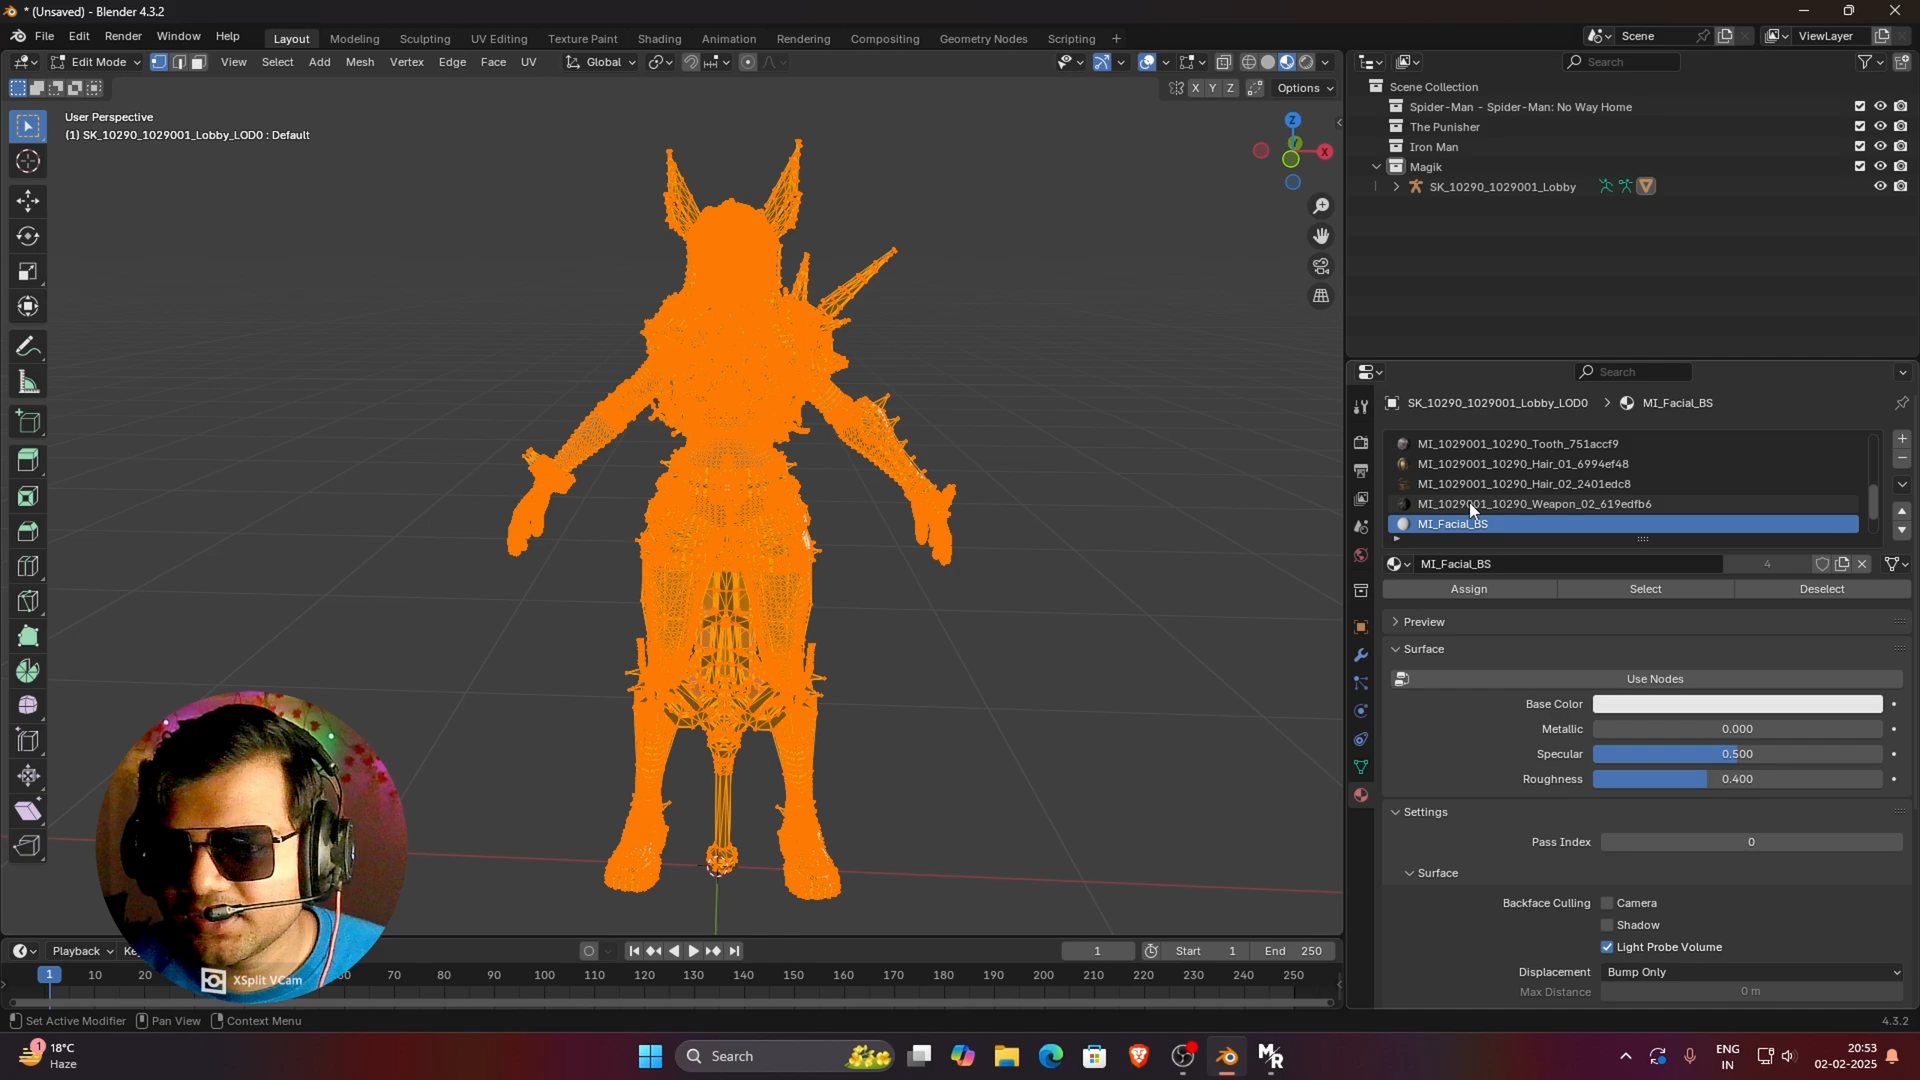 * (Unsaved) - Blender 4.3.2
File Edit Render Window Help
Layout Modeling Sculpting UV Editing Texture Paint Shading Animation Rendering Compositing Geometry Nodes Scripting +
Scene ViewLayer
Edit Mode View Select Add Mesh Vertex Edge Face UV Global
Search
X Y Z Options
User Perspective
(1) SK_10290_1029001_Lobby_LOD0 : Default
Z
X
Scene Collection
Spider-Man - Spider-Man: No Way Home
The Punisher
Iron Man
Magik
SK_10290_1029001_Lobby
Search
SK_10290_1029001_Lobby_LOD0 > MI_Facial_BS
MI_1029001_10290_Tooth_751accf9
MI_1029001_10290_Hair_01_6994ef48
MI_1029001_10290_Hair_02_2401edc8
MI_1029001_10290_Weapon_02_619edfb6
MI_Facial_BS
MI_Facial_BS 4
Assign Select Deselect
Preview
Surface
Use Nodes
Base Color
Metallic 0.000
Specular 0.500
Roughness 0.400
Settings
Pass Index 0
Surface
Backface Culling Camera
Shadow
Light Probe Volume
Displacement Bump Only
Max Distance 0 m
Playback 1 Start 1 End 250
1 10 20 70 80 90 100 110 120 130 140 150 160 170 180 190 200 210 220 230 240 250
XSplit VCam
Set Active Modifier Pan View Context Menu 4.3.2
1 18°C
Haze
Search
ENG
IN
20:53
02-02-2025